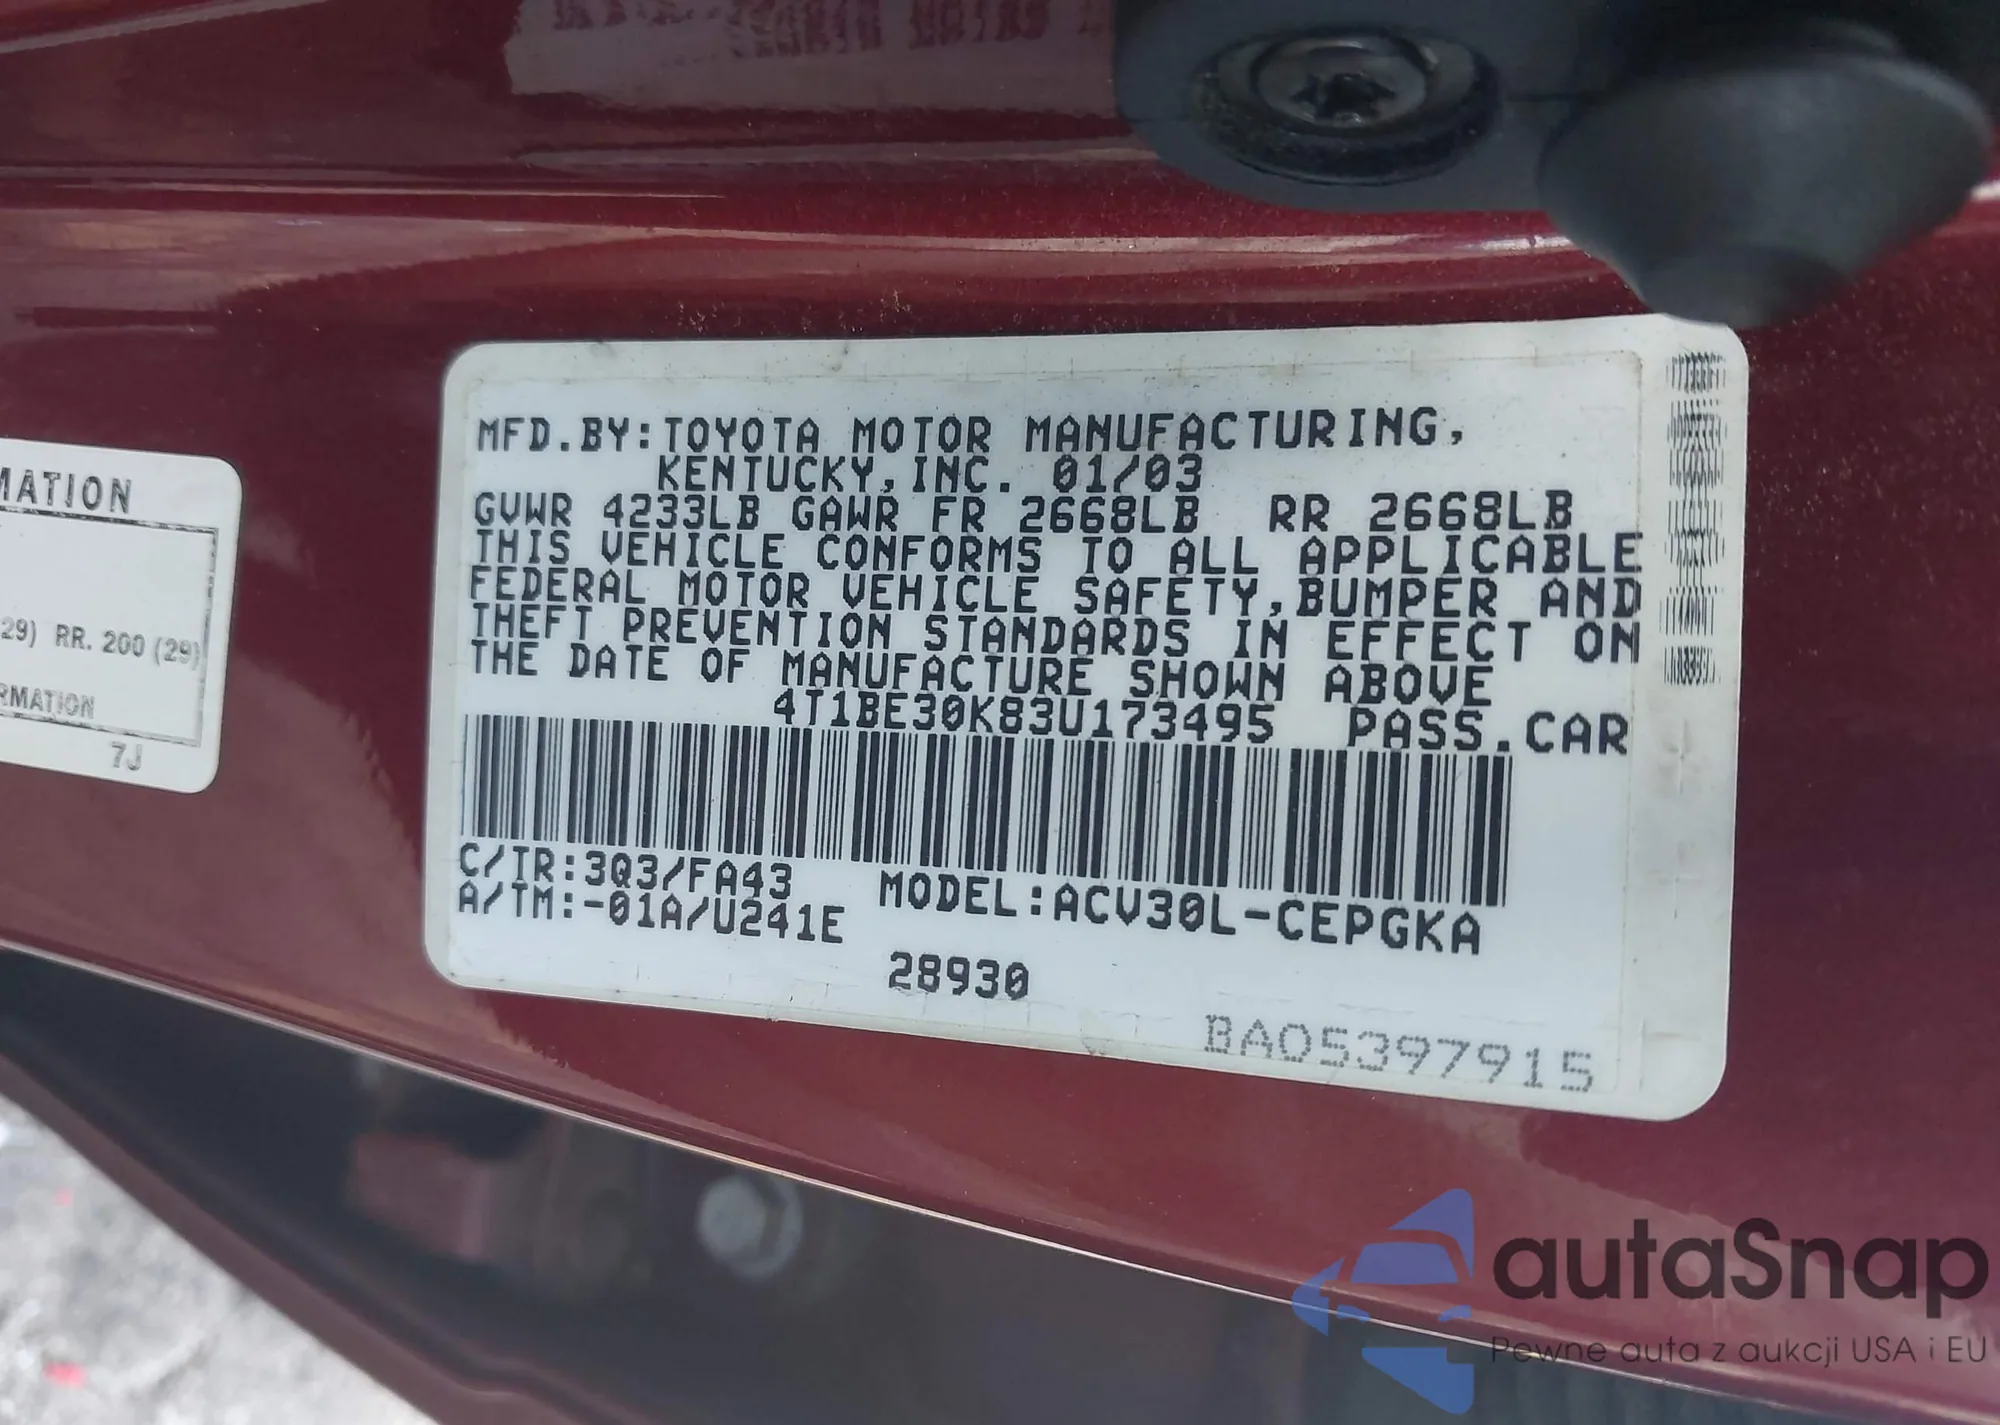 MATION
29) RR. 200 (29)
RMATION
7J
MFD.BY:TOYOTA MOTOR MANUFACTURING,
KENTUCKY,INC. 01/03
GVWR 4233LB GAWR FR 2668LB RR 2668LB
THIS VEHICLE CONFORMS TO ALL APPLICABLE
FEDERAL MOTOR VEHICLE SAFETY,BUMPER AND
THEFT PREVENTION STANDARDS IN EFFECT ON
THE DATE OF MANUFACTURE SHOWN ABOVE
4T1BE30K83U173495 PASS.CAR
C/TR:3Q3/FA43
A/TM:-01A/U241E
MODEL:ACV30L-CEPGKA
28930
BA05397915
autaSnap
Pewne auta z aukcji USA i EU